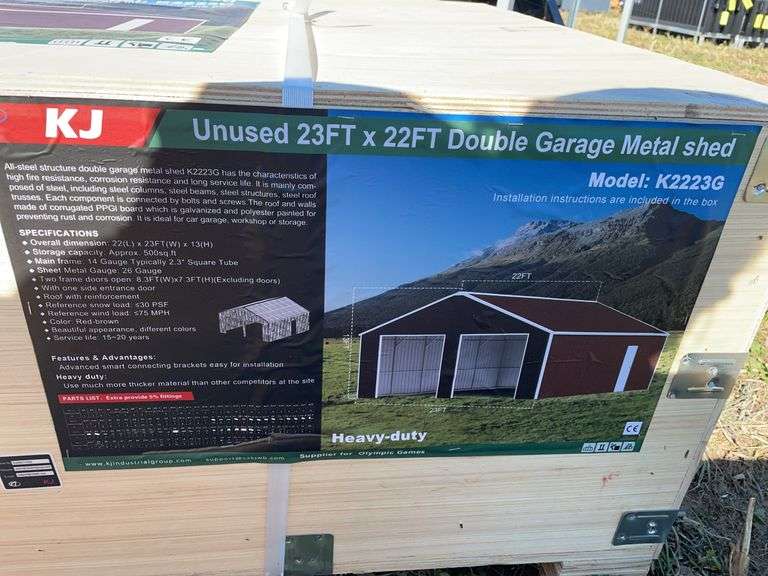 KJ
Unused 23FT x 22FT Double Garage Metal shed
Model: K2223G
Installation instructions are included in the box
All-steel structure double garage metal shed K2223G has the characteristics of
high fire resistance, corrosion resistance and long service life. It is mainly com-
posed of steel, including steel columns, steel beams, steel structures, steel roof
trusses. Each component is connected by bolts and screws. The roof and walls
made of corrugated PPGI board which is galvanized and polyester painted for
preventing rust and corrosion. It is ideal for car garage, workshop or storage.
SPECIFICATIONS
• Overall dimension: 22(L) x 23FT(W) x 13(H)
• Storage capacity: Approx. 500sq.ft
• Main frame: 14 Gauge Typically 2.3" Square Tube
• Sheet Metal Gauge: 26 Gauge
• Two frame doors open: 8.3FT(W)x7.3FT(H)(Excluding doors)
• With one side entrance door
• Roof with reinforcement
• Reference snow load: ≤30 PSF
• Reference wind load: ≤75 MPH
• Color: Red-brown
• Beautiful appearance, different colors
• Service life: 15~20 years
Features & Advantages:
Advanced smart connecting brackets easy for installation
Heavy duty:
Use much more thicker material than other competitors at the site
PARTS LIST: Extra provide 5% fittings
22FT
23FT
Heavy-duty
CE
www.kjindustrialgroup.com
Supplier for Olympic Games
KJ